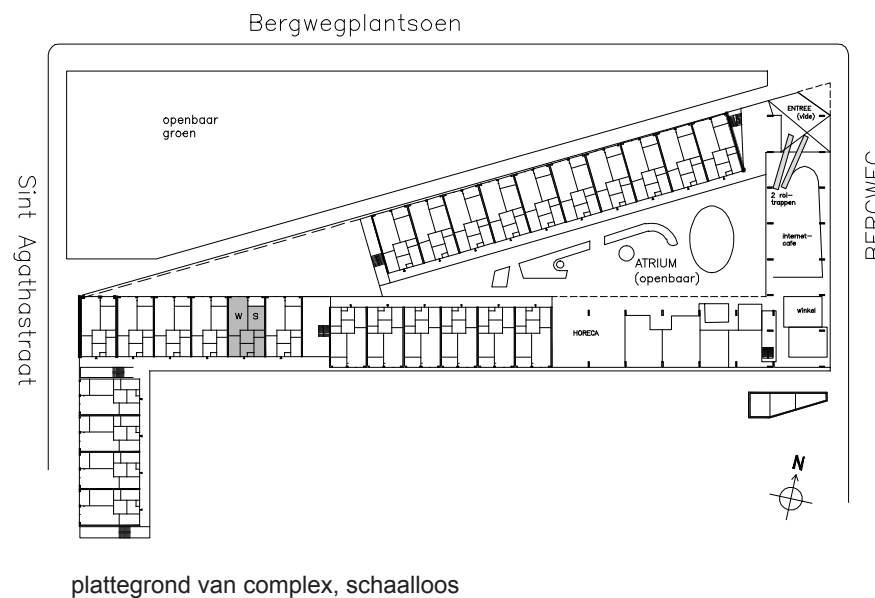 Bergwegplantsoen
openbaar
groen
ENTREE
(vide)
2 rol-
trappen
internet-
cafe
ATRIUM
(openbaar)
Sint Agathastraat
BERGWEG
W S
HORECA
winkel
N
plattegrond van complex, schaalloos